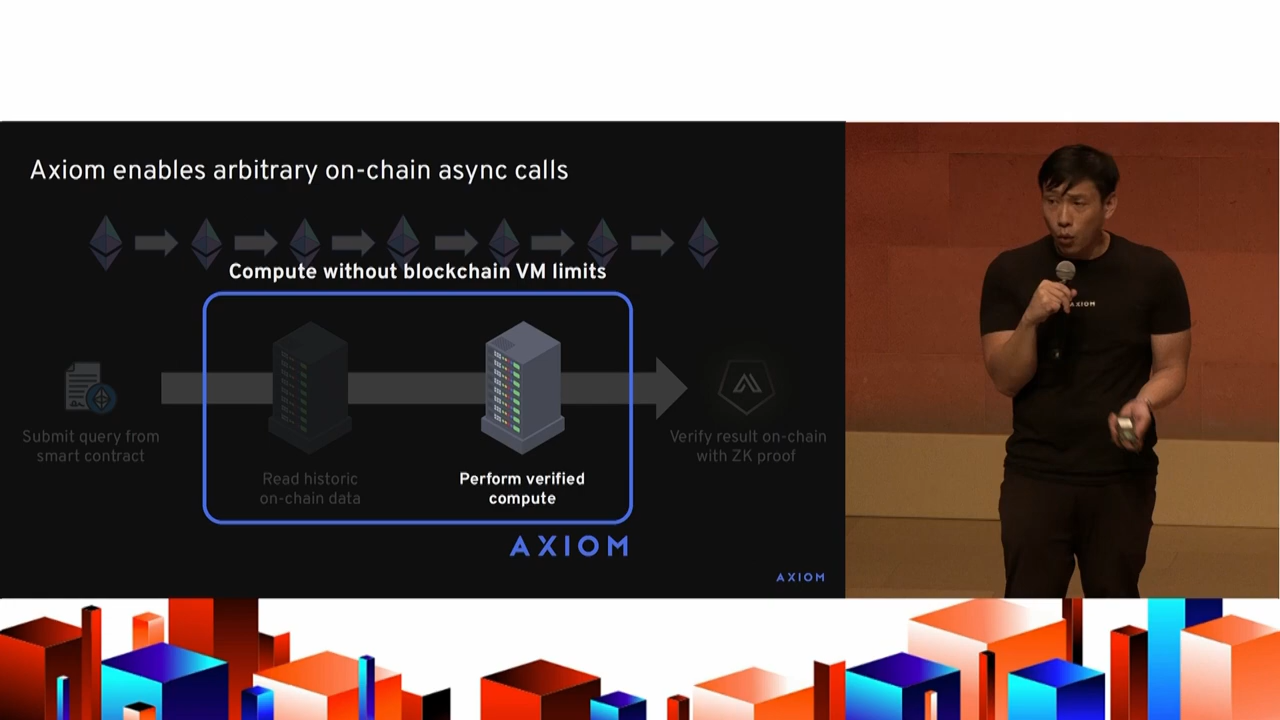 Axiom enables arbitrary on-chain async calls
Compute without blockchain VM limits
Submit query from
smart contract
Read historic
on-chain data
Perform verified
compute
Verify result on-chain
with ZK proof
AXIOM
AXIOM
AXIOM